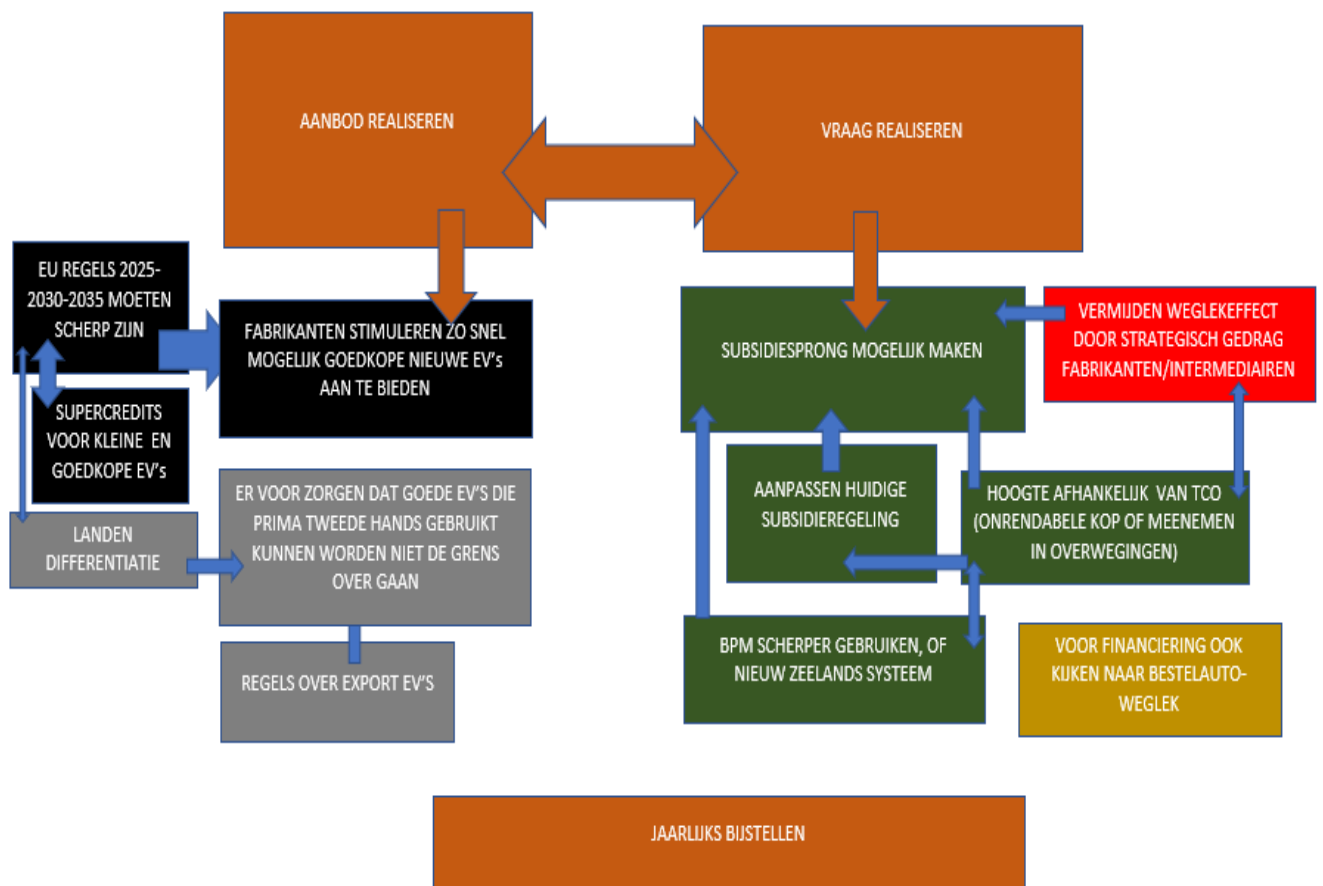 AANBOD REALISEREN
VRAAG REALISEREN
EU REGELS 2025-
2030-2035 MOETEN
SCHERP ZIJN
FABRIKANTEN STIMULEREN ZO SNEL
MOGELIJK GOEDKOPE NIEUWE EV's
AAN TE BIEDEN
SUBSIDIESPRONG MOGELIJK MAKEN
VERMIJDEN WEGLEKEFFECT
DOOR STRATEGISCH GEDRAG
FABRIKANTEN/INTERMEDIAIREN
SUPERCREDITS
VOOR KLEINE EN
GOEDKOPE EV's
LANDEN
DIFFERENTIATIE
ER VOOR ZORGEN DAT GOEDE EV'S DIE
PRIMA TWEEDE HANDS GEBRUIKT
KUNNEN WORDEN NIET DE GRENS
OVER GAAN
AANPASSEN HUIDIGE
SUBSIDIEREGELING
HOOGTE AFHANKELIJK VAN TCO
(ONRENDABELE KOP OF MEENEMEN
IN OVERWEGINGEN)
REGELS OVER EXPORT EV'S
BPM SCHERPER GEBRUIKEN, OF
NIEUW ZEELANDS SYSTEEM
VOOR FINANCIERING OOK
KIJKEN NAAR BESTELAUTO-
WEGLEK
JAARLIJKS BIJSTELLEN